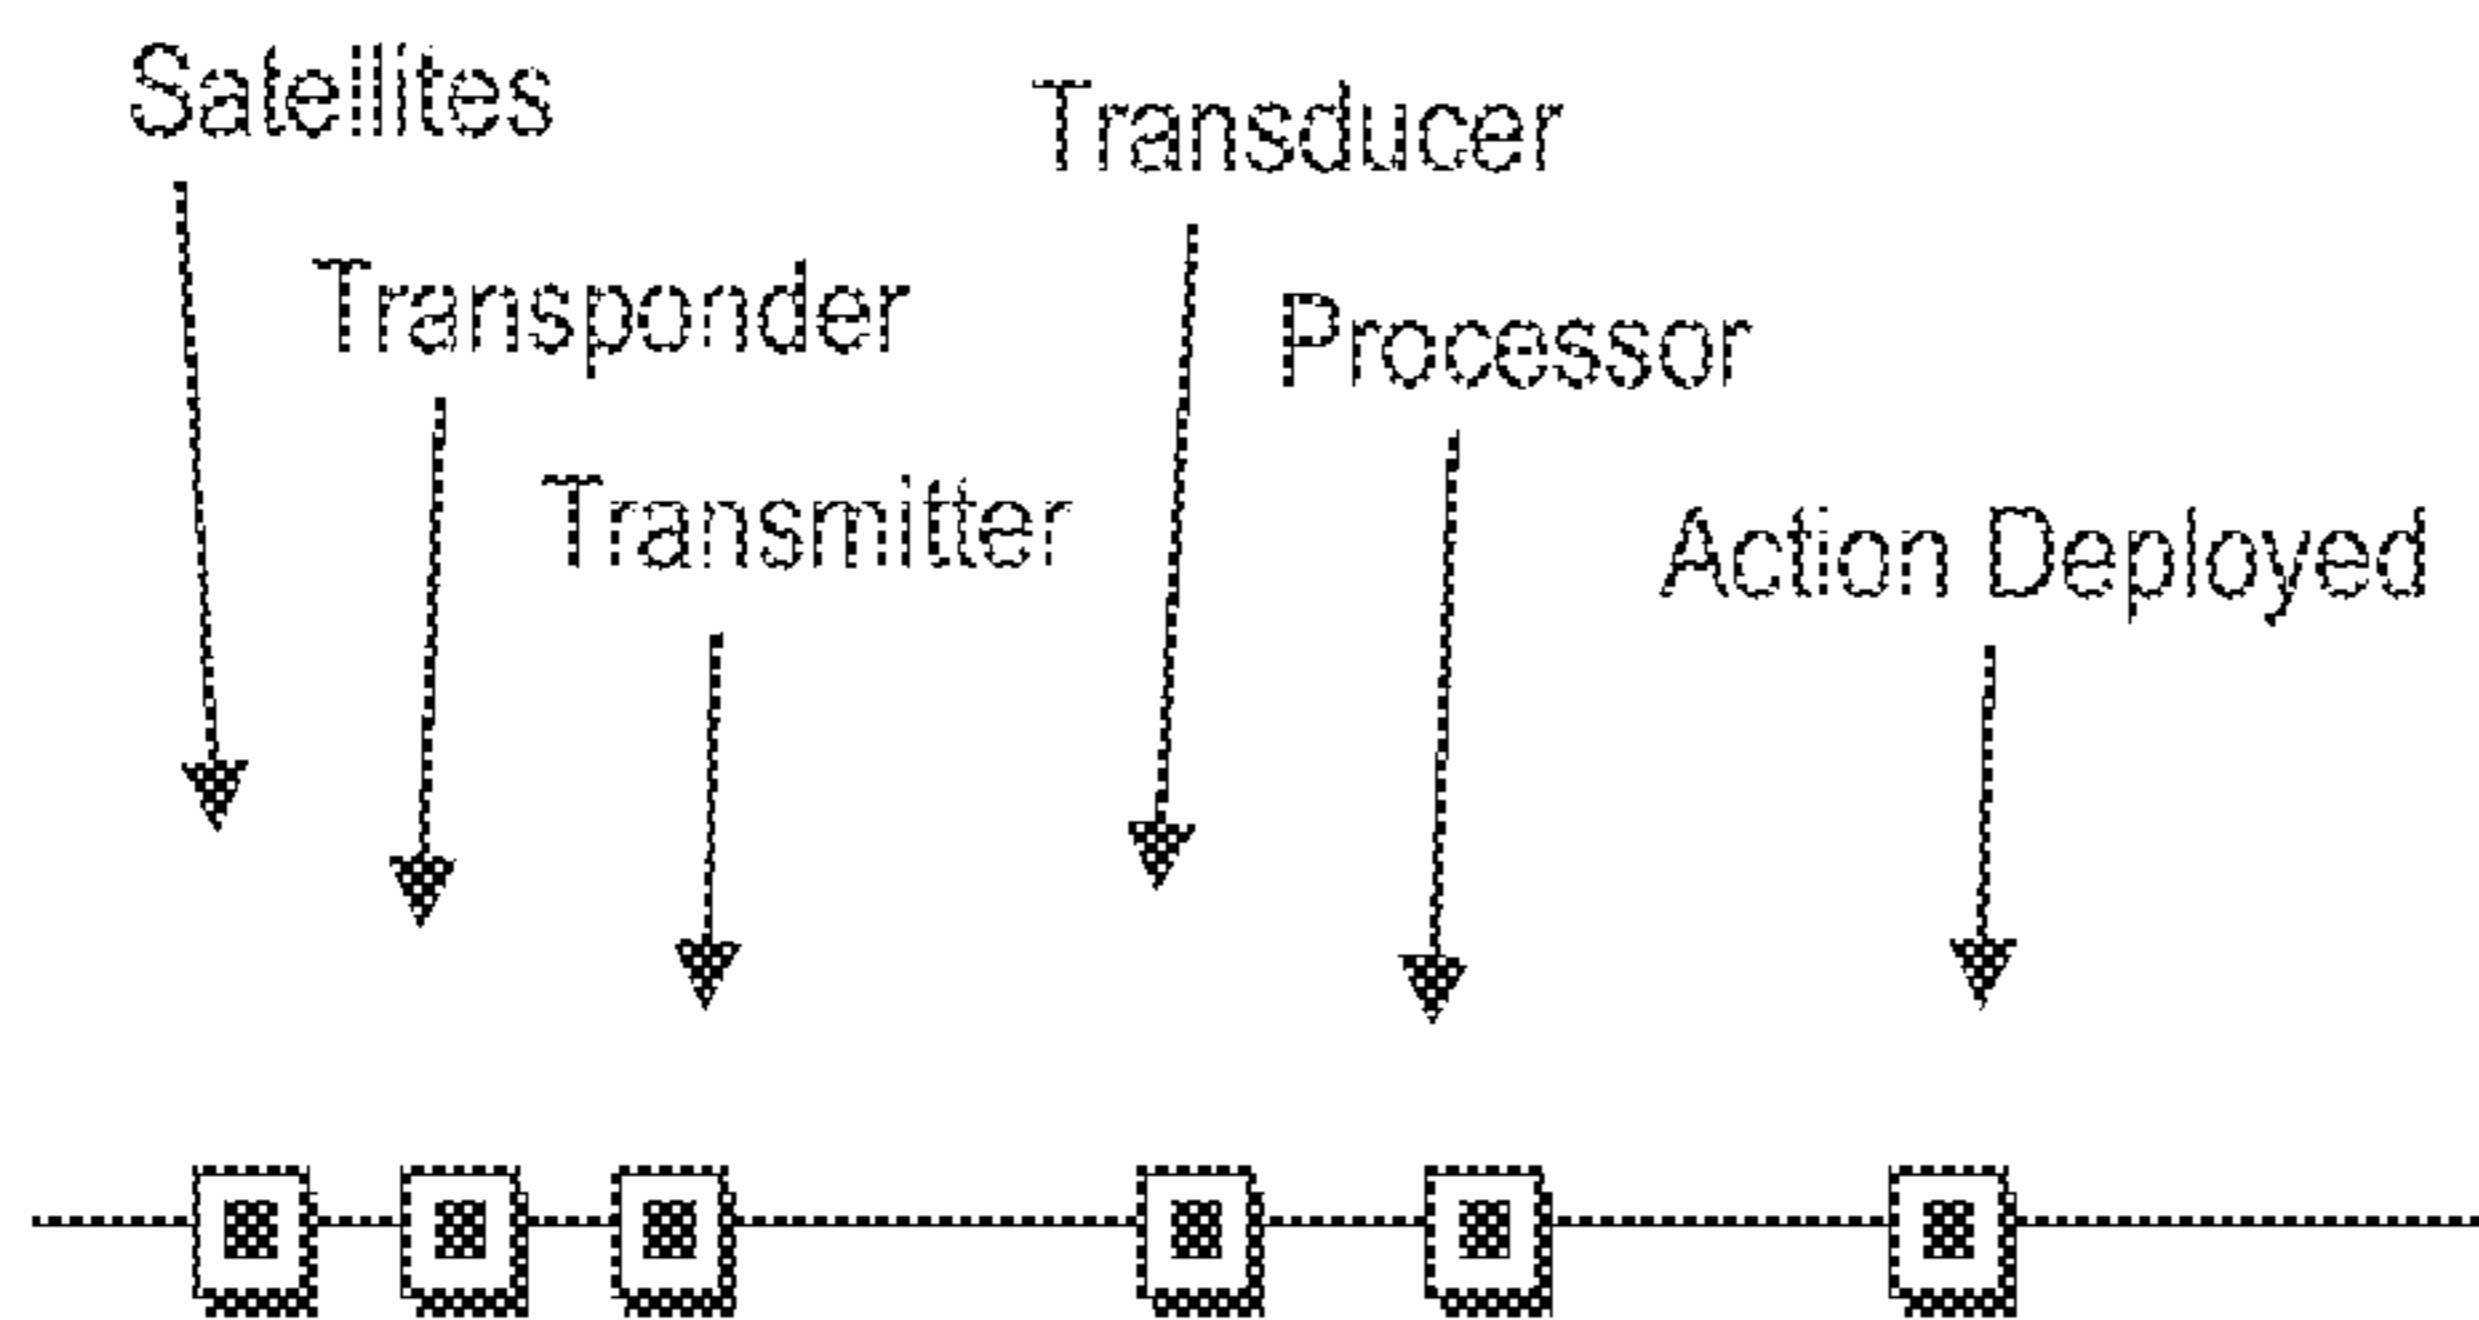 Satellites
Transducer
Transponder
Processor
Transmitter
Action Deployed